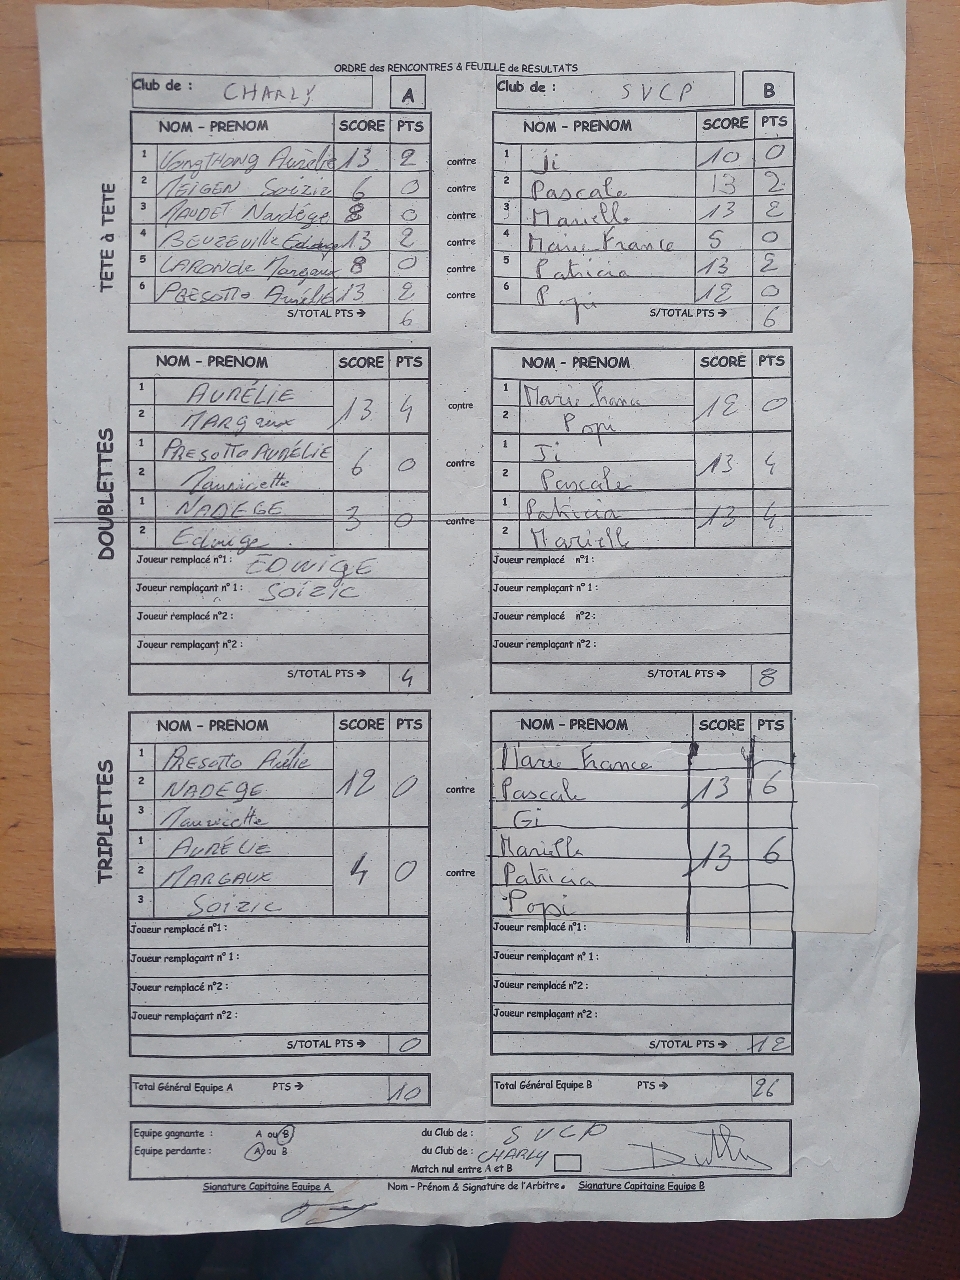 ORDRE des RENCONTRES & FEUILLE de RESULTATS
Club de : CHARLY A Club de : SVCP B
NOM - PRENOM SCORE PTS NOM - PRENOM SCORE PTS
TETE à TETE
1 VongTHONG Aurélie 13 2 contre 1 Ji 10 0
2 NEIGEN Soizic 6 0 contre 2 Pascale 13 2
3 NAUDET Nadége 8 0 contre 3 Marielle 13 2
4 BEUZEVIlle Edwige 13 2 contre 4 Marie France 5 0
5 LARONDe Margaux 8 0 contre 5 Patricia 13 2
6 PRESOTTO Aurélie 13 2 contre 6 Popi 12 0
S/TOTAL PTS → 6 S/TOTAL PTS → 6
NOM - PRENOM SCORE PTS NOM - PRENOM SCORE PTS
DOUBLETTES
1 AURÉLIE 13 4 contre 1 Marie France 12 0
2 MARgaux 2 Popi
1 PRESOTTO AURÉLIE 6 0 contre 1 Ji 13 4
2 Mauricette 2 Pascale
1 NADEGE 3 0 contre 1 Patricia 13 4
2 Edwige 2 Marielle
Joueur remplacé n°1 : EDWIGE Joueur remplacé n°1 :
Joueur remplaçant n° 1 : SOIZIC Joueur remplaçant n° 1 :
Joueur remplacé n°2 : Joueur remplacé n°2 :
Joueur remplaçant n°2 : Joueur remplaçant n°2 :
S/TOTAL PTS → 4 S/TOTAL PTS → 8
NOM - PRENOM SCORE PTS NOM - PRENOM SCORE PTS
TRIPLETTES
1 PRESOTTO Aurélie Marie France
2 NADÉGE 12 0 contre Pascale 13 6
3 Mauricette Gi
1 AURÉLIE Marielle 13 6
2 MARGAUX 4 0 contre Patricia
3 Soizic Popi
Joueur remplacé n°1 : Joueur remplacé n°1 :
Joueur remplaçant n° 1 : Joueur remplaçant n° 1 :
Joueur remplacé n°2 : Joueur remplacé n°2 :
Joueur remplaçant n°2 : Joueur remplaçant n°2 :
S/TOTAL PTS → 0 S/TOTAL PTS → 12
Total Général Equipe A PTS → 10 Total Général Equipe B PTS → 26
Equipe gagnante : A ou B du Club de : SVCP
Equipe perdante : A ou B du Club de : CHARLY
Match nul entre A et B
Signature Capitaine Equipe A Nom - Prénom & Signature de l'Arbitre. Signature Capitaine Equipe B